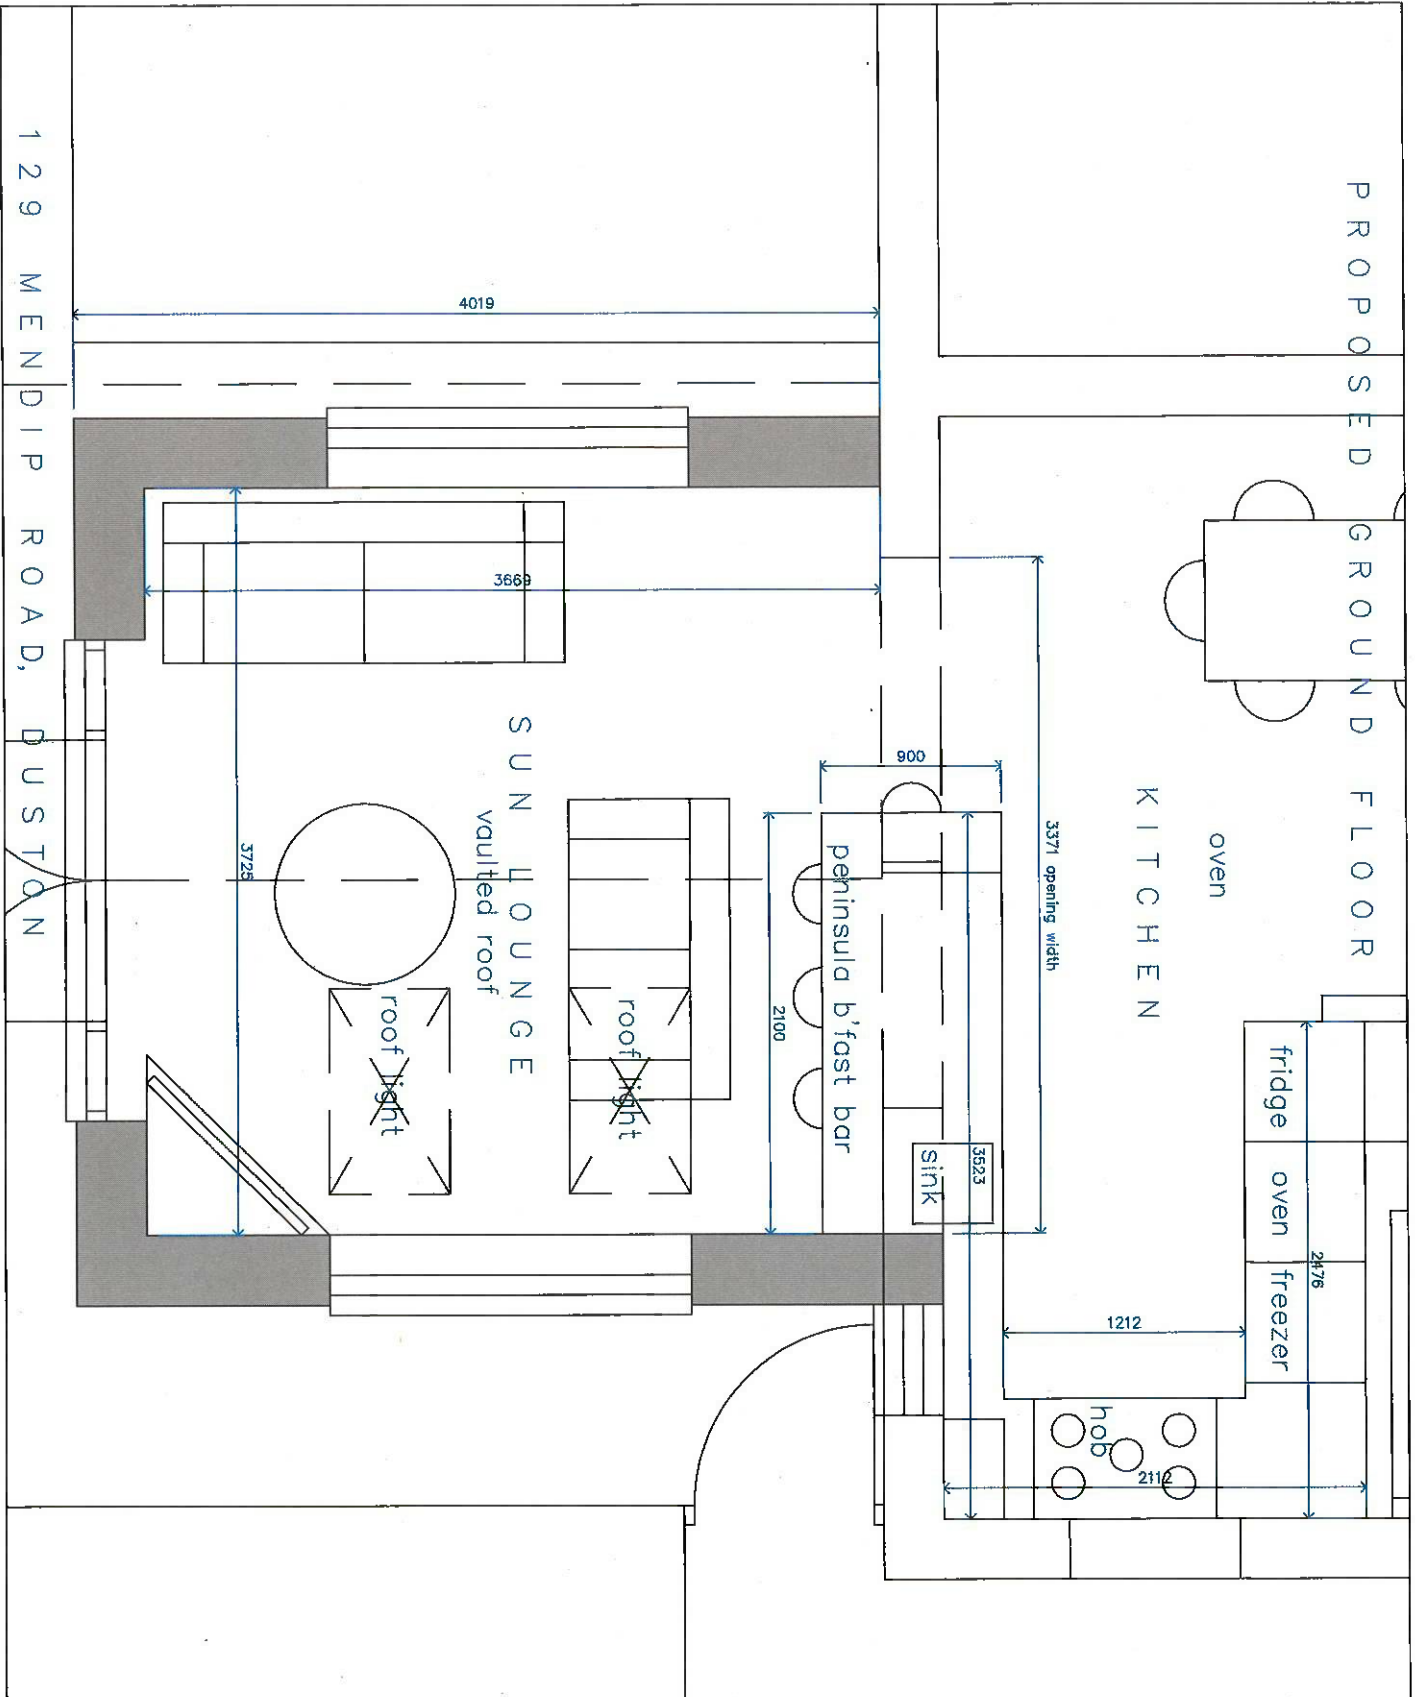 PROPOSED GROUND FLOOR
oven
KITCHEN
fridge
oven
freezer
2476
1212
hob
2112
3371 opening width
900
3523
sink
peninsula b'fast bar
2100
4019
3669
SUN LOUNGE
vaulted roof
roof light
roof light
3725
129 MENDIP ROAD, DUSTON